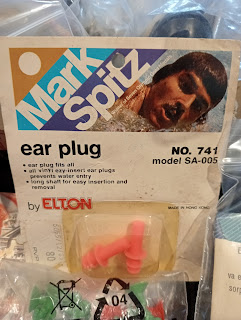 Mark
Spitz
ear plug
NO. 741
model SA-005
• ear plug fits all
• all vinyl ezy-insert ear plugs
prevents water entry
• long shaft for easy insertion and
removal
by ELTON
MADE IN HONG KONG
04